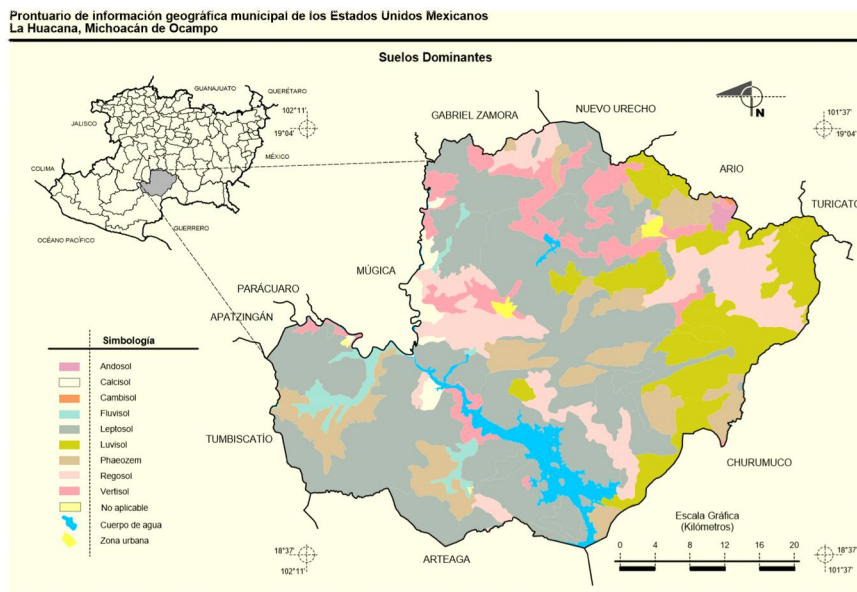 Prontuario de información geográfica municipal de los Estados Unidos Mexicanos
La Huacana, Michoacán de Ocampo
Suelos Dominantes
GUANAJUATO
QUERÉTARO
JALISCO
COLIMA
MÉXICO
GUERRERO
OCÉANO PACÍFICO
102°11'
19°04'
GABRIEL ZAMORA
NUEVO URECHO
N
101°37'
19°04'
ARIO
TURICATO
MÚGICA
PARÁCUARO
APATZINGÁN
TUMBISCATÍO
CHURUMUCO
ARTEAGA
Simbología
Andosol
Calcisol
Cambisol
Fluvisol
Leptosol
Luvisol
Phaeozem
Regosol
Vertisol
No aplicable
Cuerpo de agua
Zona urbana
18°37'
102°11'
Escala Gráfica
(Kilómetros)
0 4 8 12 16 20
18°37'
101°37'